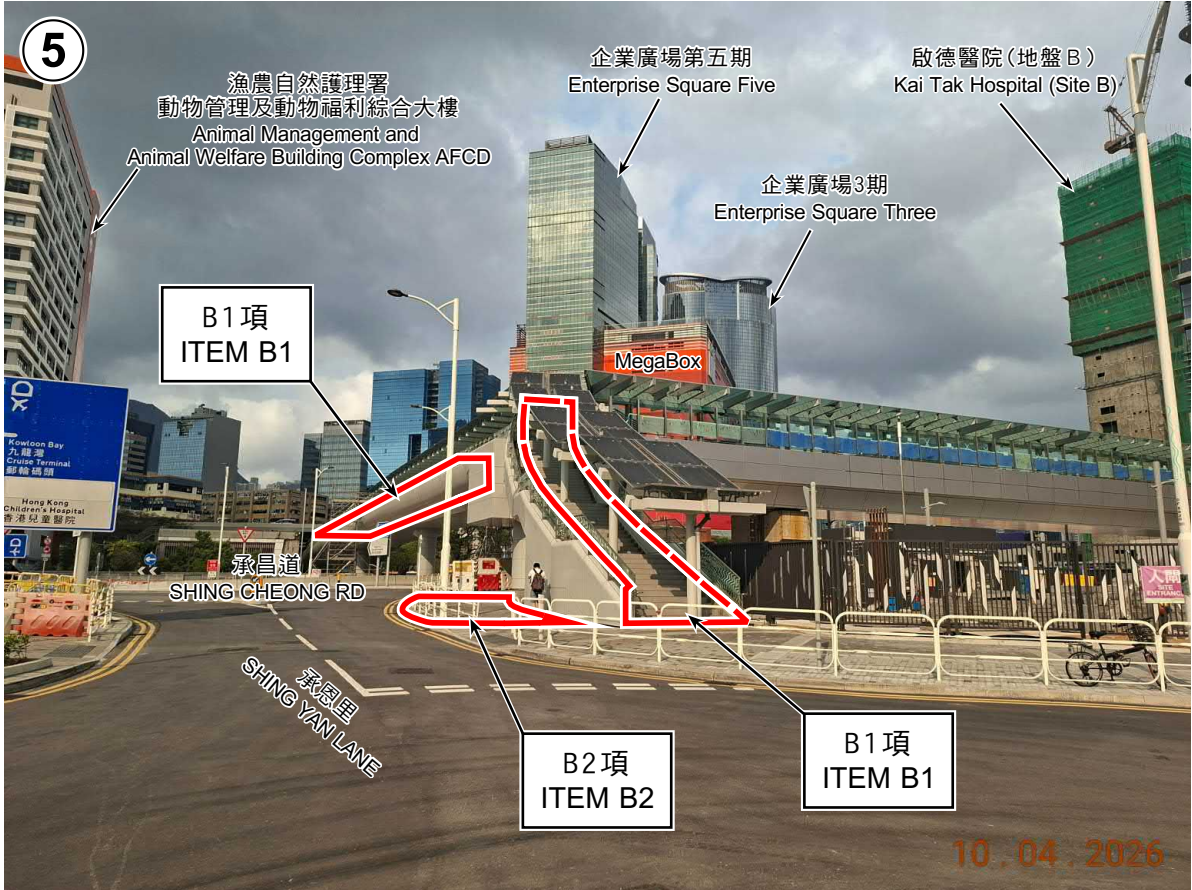 5
漁農自然護理署
動物管理及動物福利綜合大樓
Animal Management and
Animal Welfare Building Complex AFCD
企業廣場第五期
Enterprise Square Five
啟德醫院(地盤B)
Kai Tak Hospital (Site B)
企業廣場3期
Enterprise Square Three
B1項
ITEM B1
MegaBox
Kowloon Bay
九龍灣
Cruise Terminal
郵輪碼頭
Hong Kong
Children's Hospital
香港兒童醫院
承昌道
SHING CHEONG RD
人閘
SITE
ENTRANC
承恩里
SHING YAN LANE
B2項
ITEM B2
B1項
ITEM B1
10.04.2026